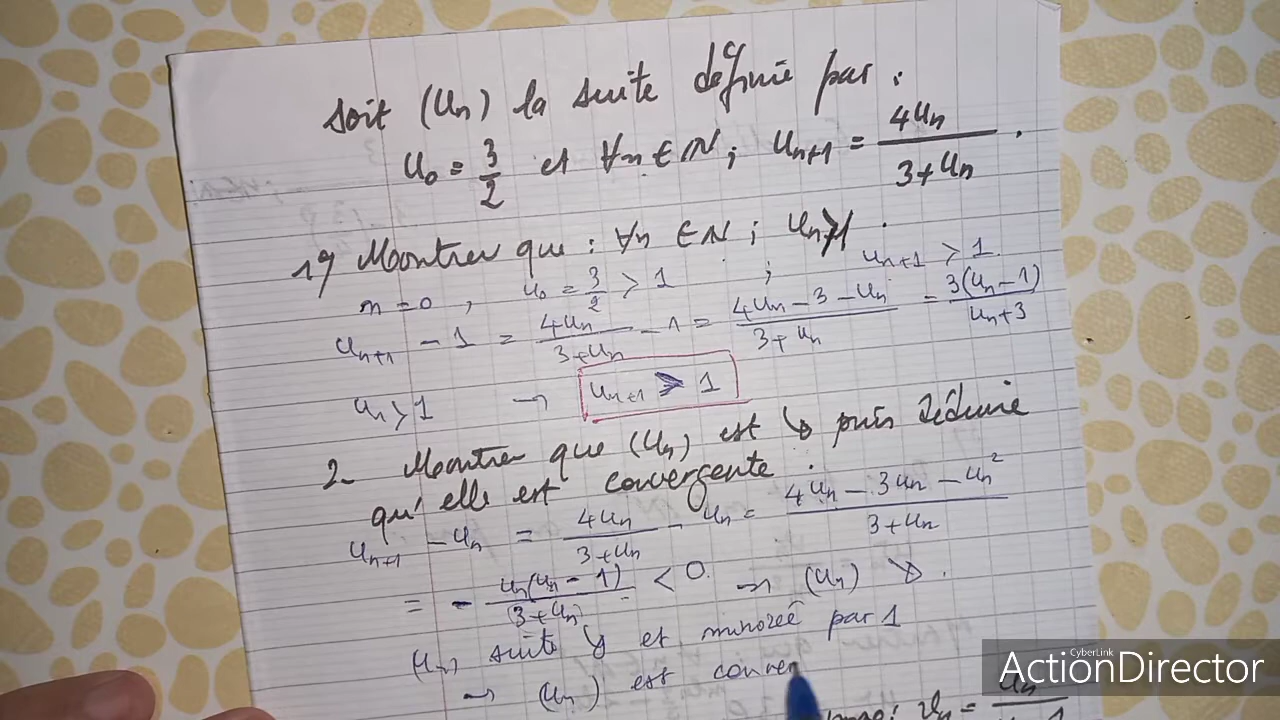 soit (Un) la suite définie par :
U0 = 3/2 et ∀n ∈ N ; Un+1 = 4Un / (3+Un) .
1°) Montrer que : ∀n ∈ N ; Un > 1 .
n = 0 , U0 = 3/2 > 1 ; Un+1 > 1.
Un+1 - 1 = 4Un / (3+Un) - 1 = (4Un - 3 - Un) / (3+Un) = 3(Un - 1) / (Un+3)
Un > 1 → Un+1 > 1
2- Montrer que (Un) est ↘ puis déduire
qu'elle est convergente .
Un+1 - Un = 4Un / (3+Un) - Un = (4Un - 3Un - Un²) / (3+Un)
= - Un(Un - 1) / (3+Un) < 0. → (Un) ↘ .
(Un) suite ↘ et minorée par 1
→ (Un) est conver
Vn = Un
CyberLink
ActionDirector